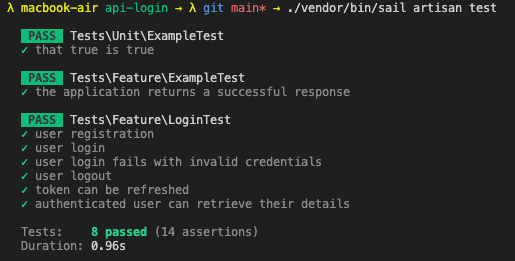 λ macbook-air api-login → λ git main* → ./vendor/bin/sail artisan test
PASS Tests\Unit\ExampleTest
✓ that true is true
PASS Tests\Feature\ExampleTest
✓ the application returns a successful response
PASS Tests\Feature\LoginTest
✓ user registration
✓ user login
✓ user login fails with invalid credentials
✓ user logout
✓ token can be refreshed
✓ authenticated user can retrieve their details
Tests: 8 passed (14 assertions)
Duration: 0.96s